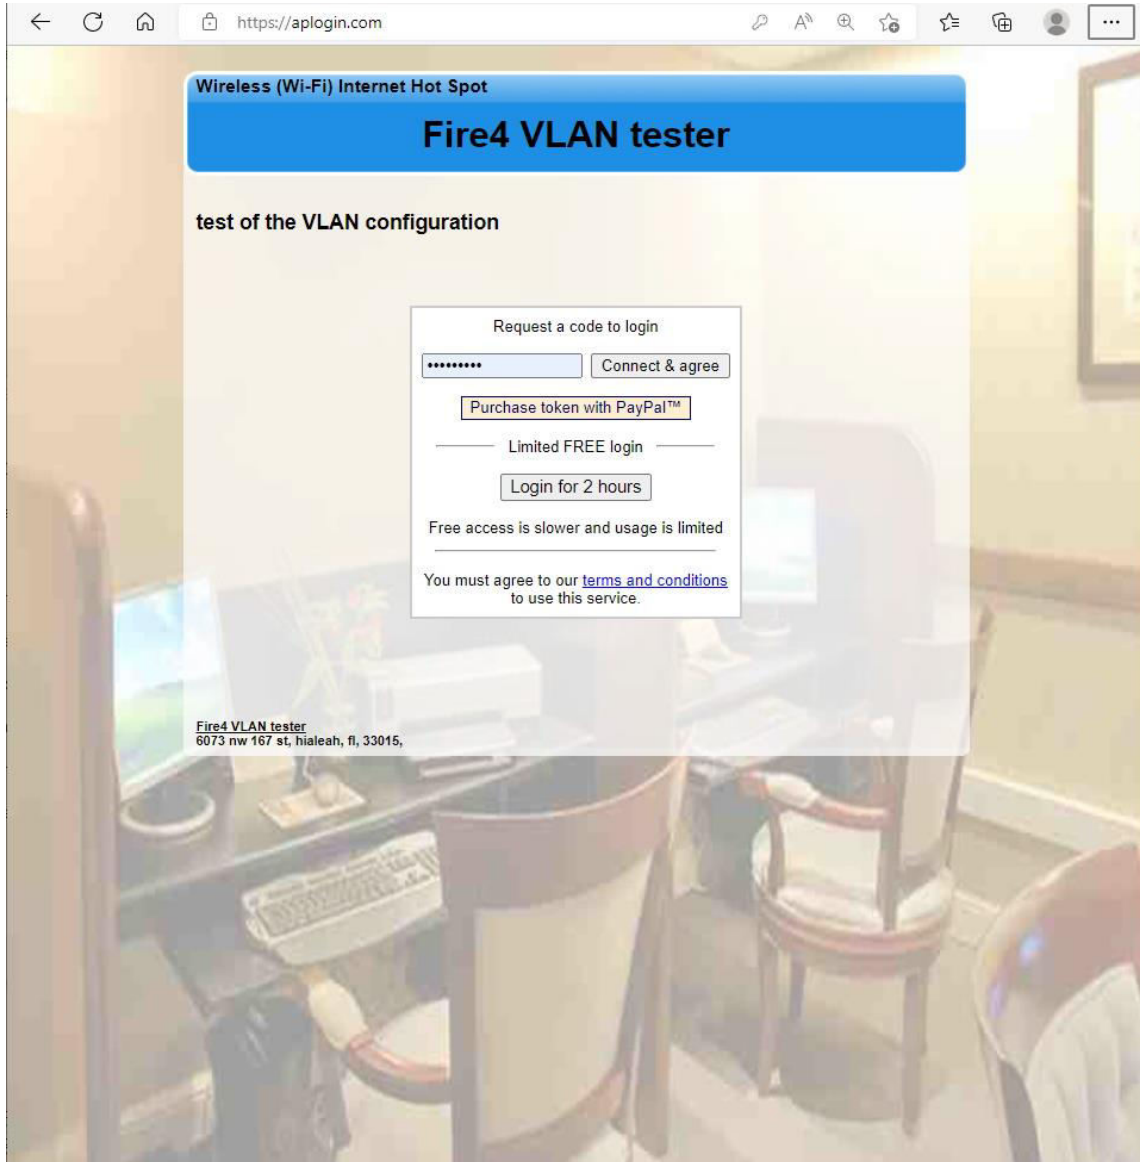 https://aplogin.com
Wireless (Wi-Fi) Internet Hot Spot
Fire4 VLAN tester
test of the VLAN configuration
Request a code to login
•••••••••
Connect & agree
Purchase token with PayPal™
Limited FREE login
Login for 2 hours
Free access is slower and usage is limited
You must agree to our terms and conditions
to use this service.
Fire4 VLAN tester
6073 nw 167 st, hialeah, fl, 33015,